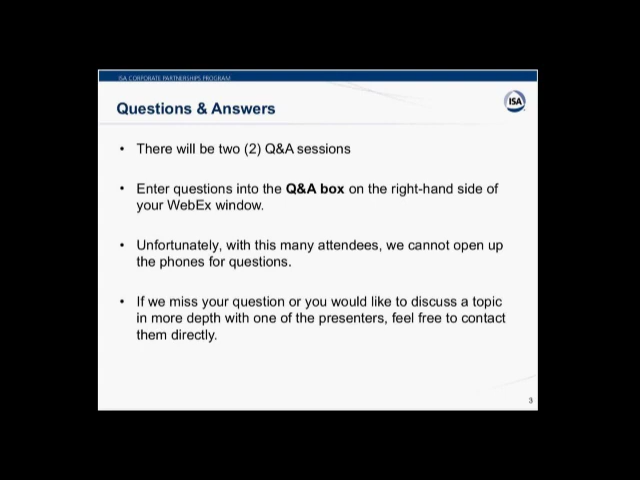 ISA CORPORATE PARTNERSHIPS PROGRAM
Questions & Answers
ISA
• There will be two (2) Q&A sessions
• Enter questions into the Q&A box on the right-hand side of
your WebEx window.
• Unfortunately, with this many attendees, we cannot open up
the phones for questions.
• If we miss your question or you would like to discuss a topic
in more depth with one of the presenters, feel free to contact
them directly.
3